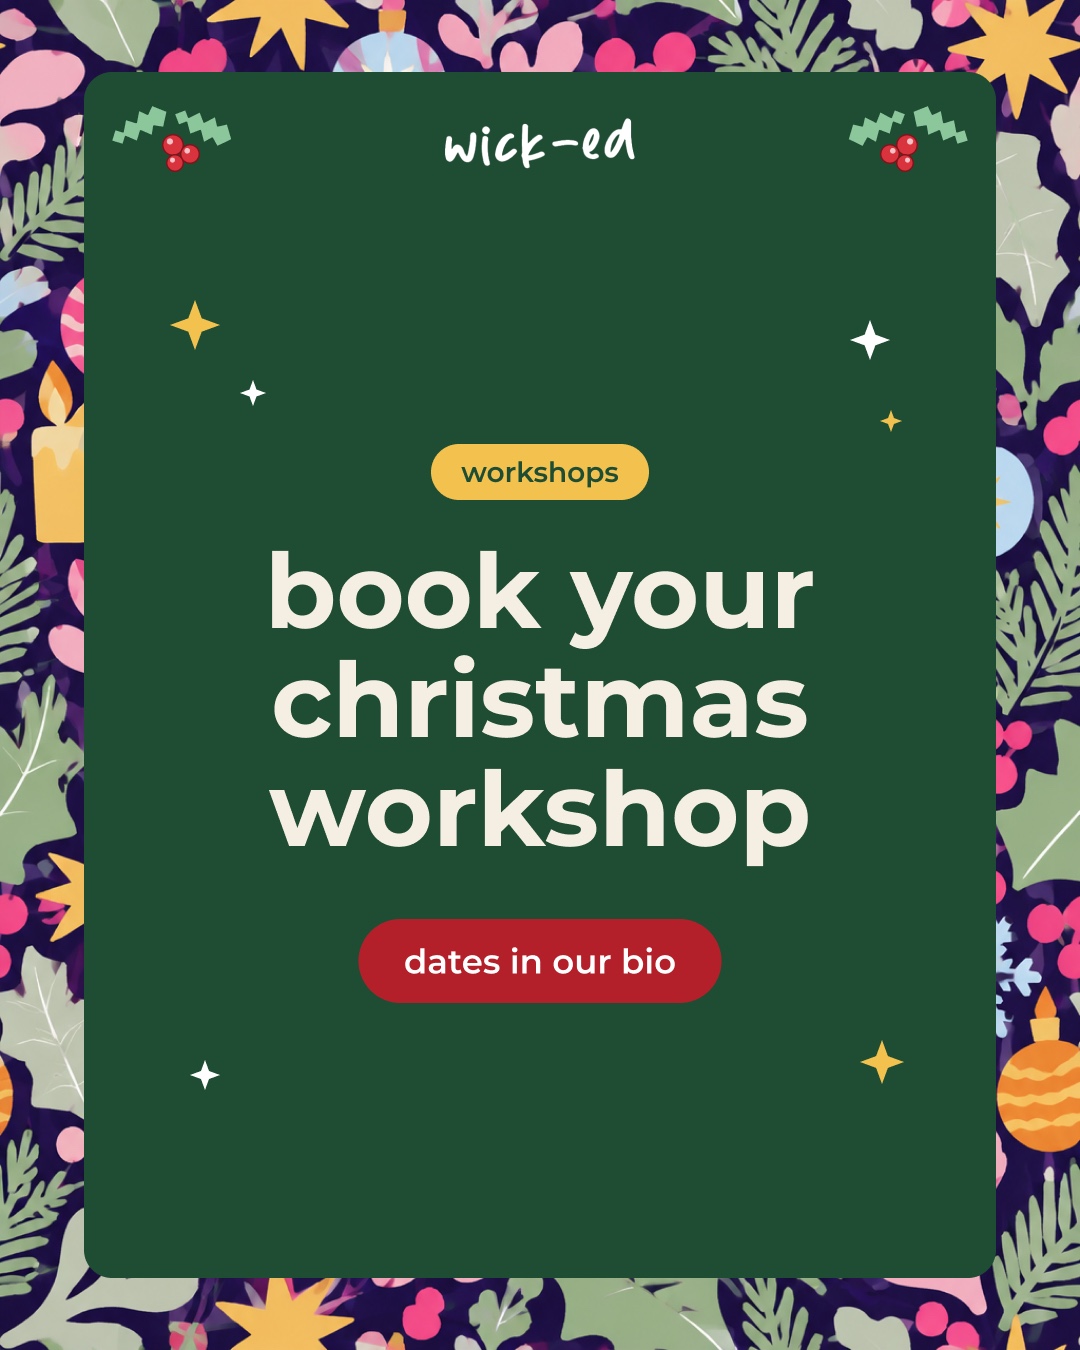 wick-ed
workshops
book your
christmas
workshop
dates in our bio